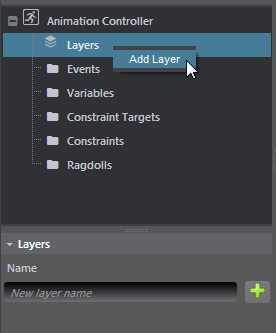 Animation Controller
Layers
Add Layer
Events
Variables
Constraint Targets
Constraints
Ragdolls
Layers
Name
New layer name